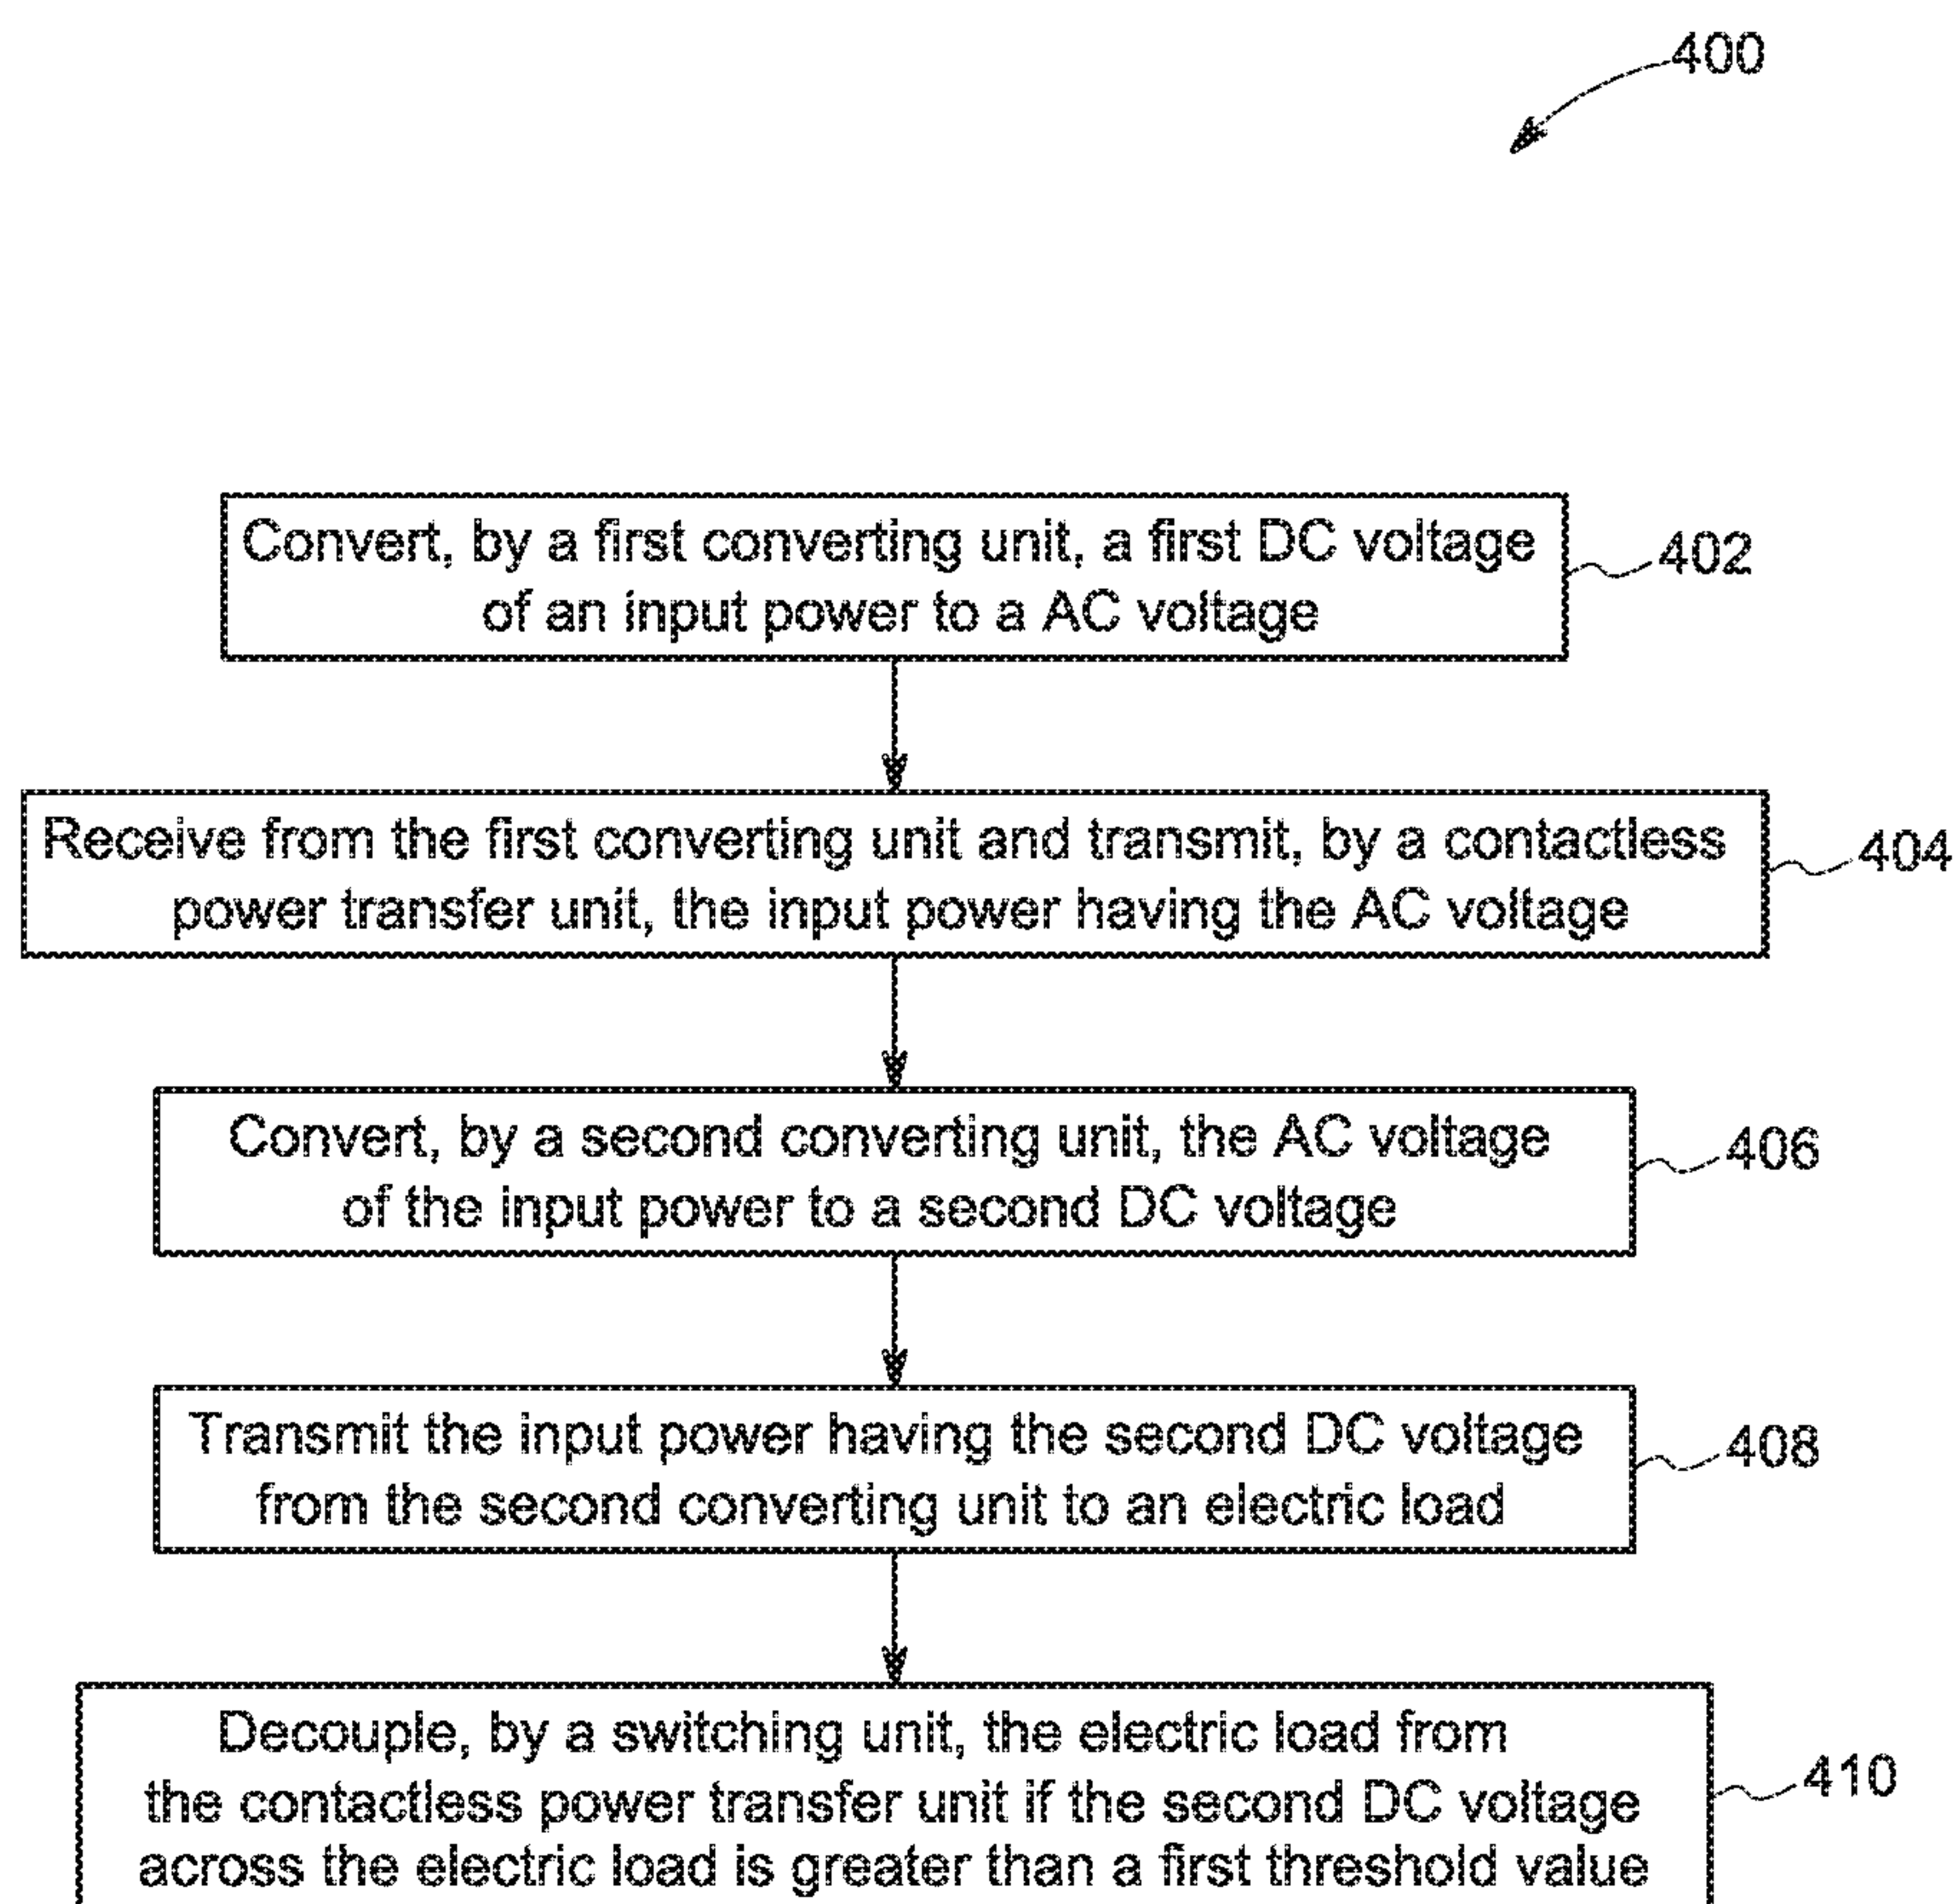 400
Convert, by a first converting unit, a first DC voltage
of an input power to a AC voltage
402
Receive from the first converting unit and transmit, by a contactless
power transfer unit, the input power having the AC voltage
404
Convert, by a second converting unit, the AC voltage
of the input power to a second DC voltage
406
Transmit the input power having the second DC voltage
from the second converting unit to an electric load
408
Decouple, by a switching unit, the electric load from
the contactless power transfer unit if the second DC voltage
across the electric load is greater than a first threshold value
410